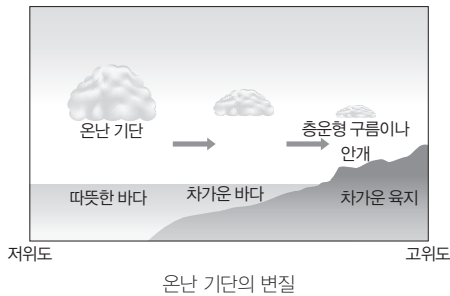 온난 기단
층운형 구름이나
안개
따뜻한 바다
차가운 바다
차가운 육지
저위도
고위도
온난 기단의 변질